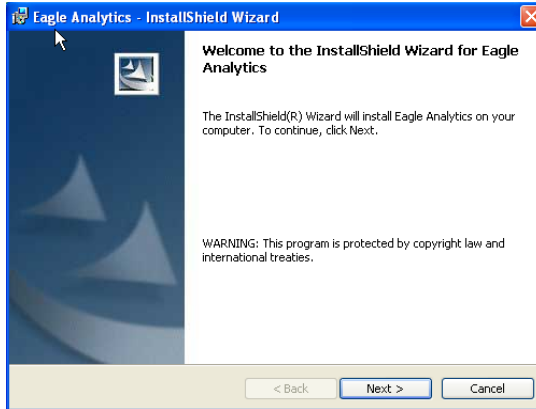 Eagle Analytics - InstallShield Wizard
Welcome to the InstallShield Wizard for Eagle
Analytics
The InstallShield(R) Wizard will install Eagle Analytics on your
computer. To continue, click Next.
WARNING: This program is protected by copyright law and
international treaties.
< Back
Next >
Cancel